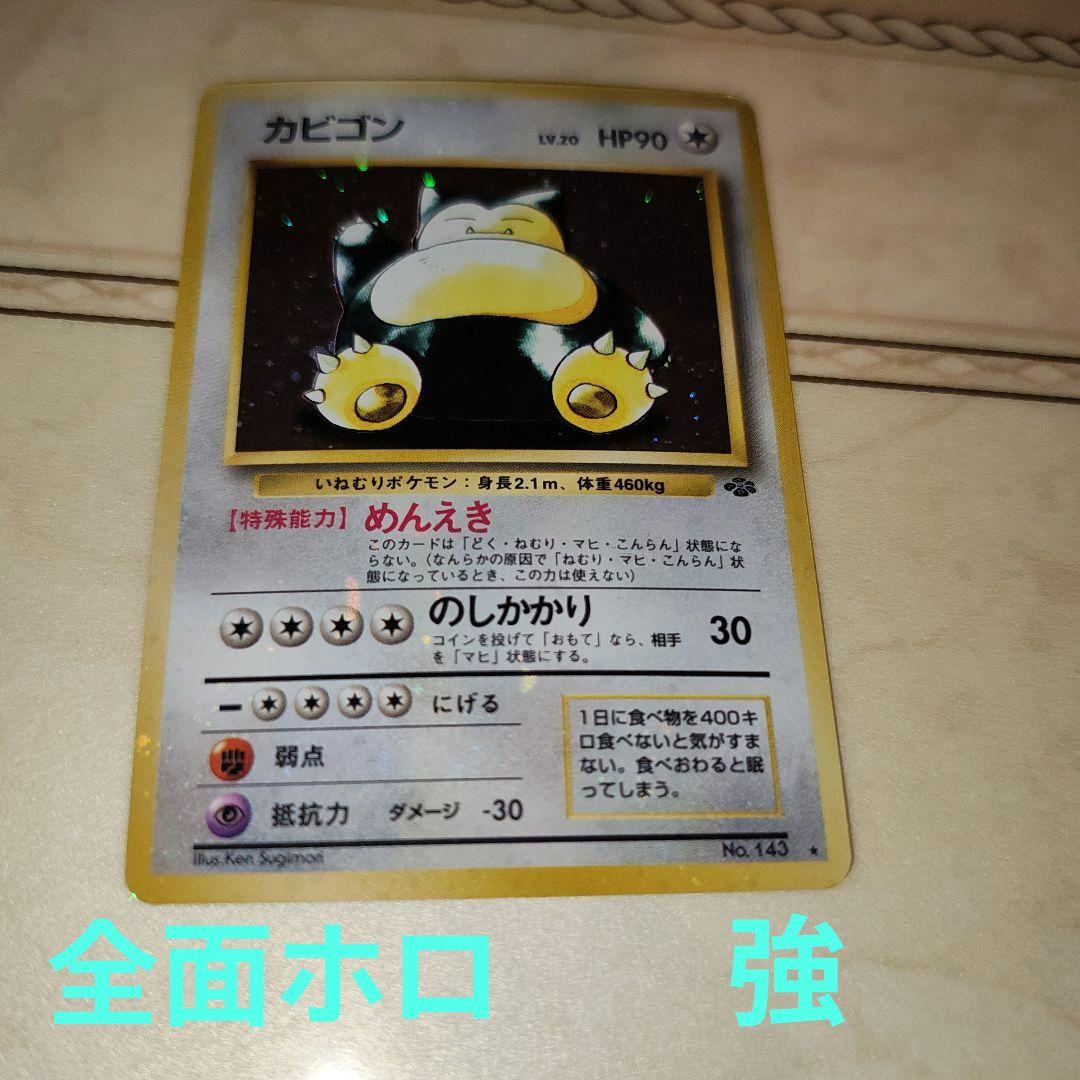 カビゴン LV.20 HP90
いねむりポケモン：身長2.1m、体重460kg
【特殊能力】 めんえき
このカードは「どく・ねむり・マヒ・こんらん」状態にな
らない。（なんらかの原因で「ねむり・マヒ・こんらん」状
態になっているとき、この力は使えない）
のしかかり 30
コインを投げて「おもて」なら、相手
を「マヒ」状態にする。
にげる
弱点
抵抗力 ダメージ -30
1日に食べ物を400キ
ロ食べないと気がすま
ない。食べおわると眠
ってしまう。
Illus.Ken Sugimori
No. 143
全面ホロ 強